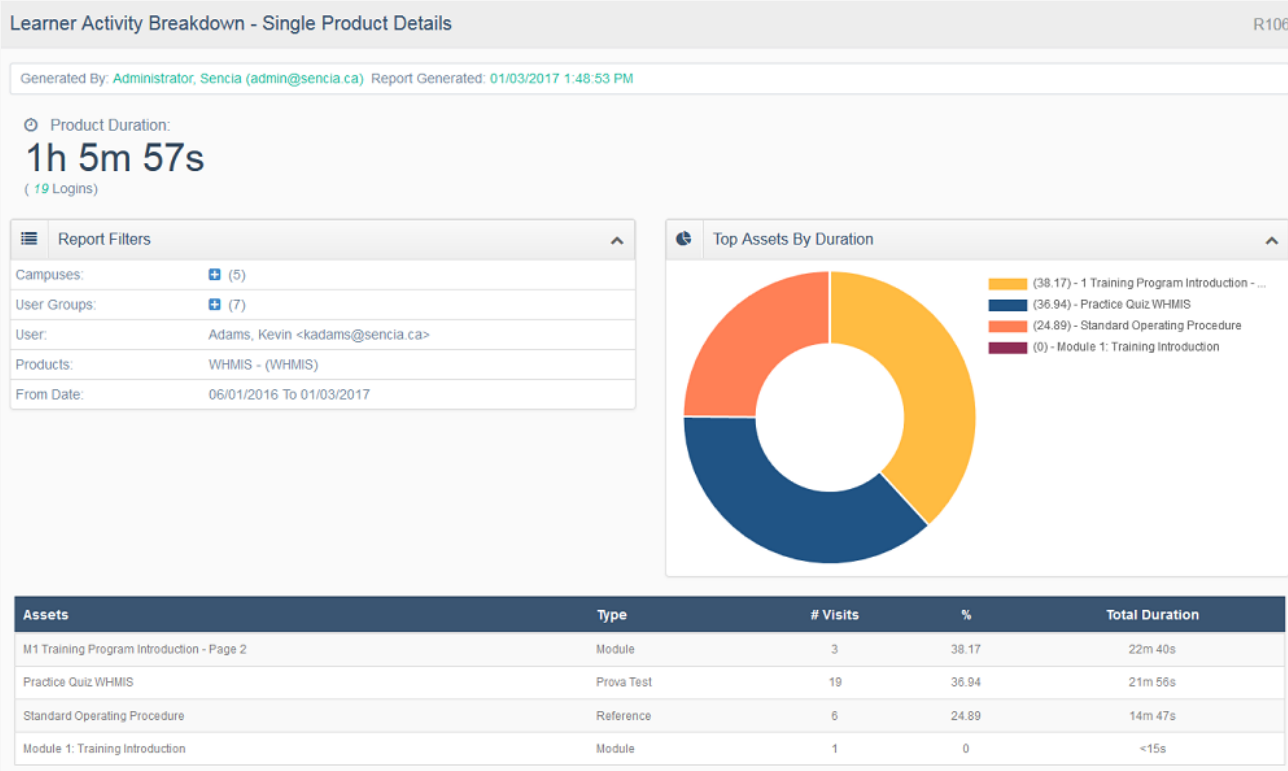 Learner Activity Breakdown - Single Product Details R106
Generated By: Administrator, Sencia (admin@sencia.ca) Report Generated: 01/03/2017 1:48:53 PM
Product Duration:
1h 5m 57s
( 19 Logins)
Report Filters
Campuses: (5)
User Groups: (7)
User: Adams, Kevin <kadams@sencia.ca>
Products: WHMIS - (WHMIS)
From Date: 06/01/2016 To 01/03/2017
Top Assets By Duration
(38.17) - 1 Training Program Introduction - ...
(36.94) - Practice Quiz WHMIS
(24.89) - Standard Operating Procedure
(0) - Module 1: Training Introduction
Assets Type # Visits % Total Duration
M1 Training Program Introduction - Page 2 Module 3 38.17 22m 40s
Practice Quiz WHMIS Prova Test 19 36.94 21m 56s
Standard Operating Procedure Reference 6 24.89 14m 47s
Module 1: Training Introduction Module 1 0 <15s